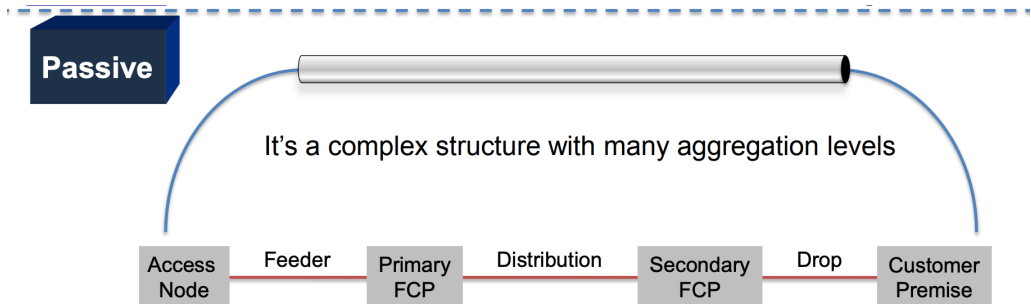 Passive
It's a complex structure with many aggregation levels
Feeder
Distribution
Drop
Access
Node
Primary
FCP
Secondary
FCP
Customer
Premise